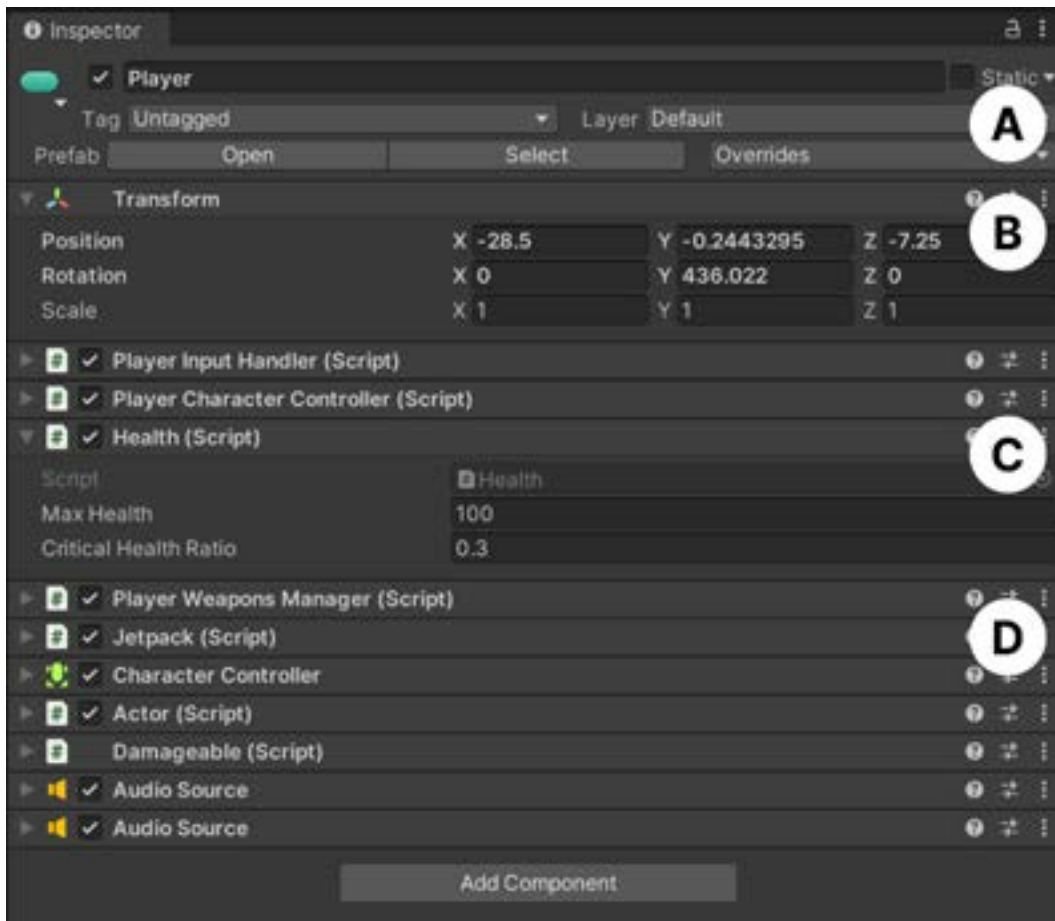 Inspector
Player Static
Tag Untagged Layer Default A
Prefab Open Select Overrides
Transform
B
Position X -28.5 Y -0.2443295 Z -7.25
Rotation X 0 Y 436.022 Z 0
Scale X 1 Y 1 Z 1
Player Input Handler (Script)
Player Character Controller (Script)
Health (Script)
C
Script Health
Max Health 100
Critical Health Ratio 0.3
Player Weapons Manager (Script)
Jetpack (Script) D
Character Controller
Actor (Script)
Damageable (Script)
Audio Source
Audio Source
Add Component